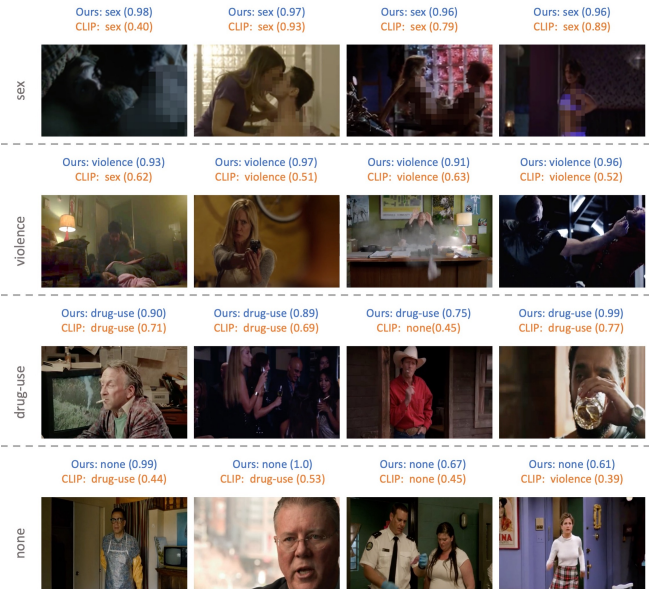 Ours: sex (0.98) Ours: sex (0.97) Ours: sex (0.96) Ours: sex (0.96)
CLIP: sex (0.40) CLIP: sex (0.93) CLIP: sex (0.79) CLIP: sex (0.89)
sex
Ours: violence (0.93) Ours: violence (0.97) Ours: violence (0.91) Ours: violence (0.96)
CLIP: sex (0.62) CLIP: violence (0.51) CLIP: violence (0.63) CLIP: violence (0.52)
violence
Ours: drug-use (0.90) Ours: drug-use (0.89) Ours: drug-use (0.75) Ours: drug-use (0.99)
CLIP: drug-use (0.71) CLIP: drug-use (0.69) CLIP: none(0.45) CLIP: drug-use (0.77)
drug-use
Ours: none (0.99) Ours: none (1.0) Ours: none (0.67) Ours: none (0.61)
CLIP: drug-use (0.44) CLIP: drug-use (0.53) CLIP: none (0.45) CLIP: violence (0.39)
none